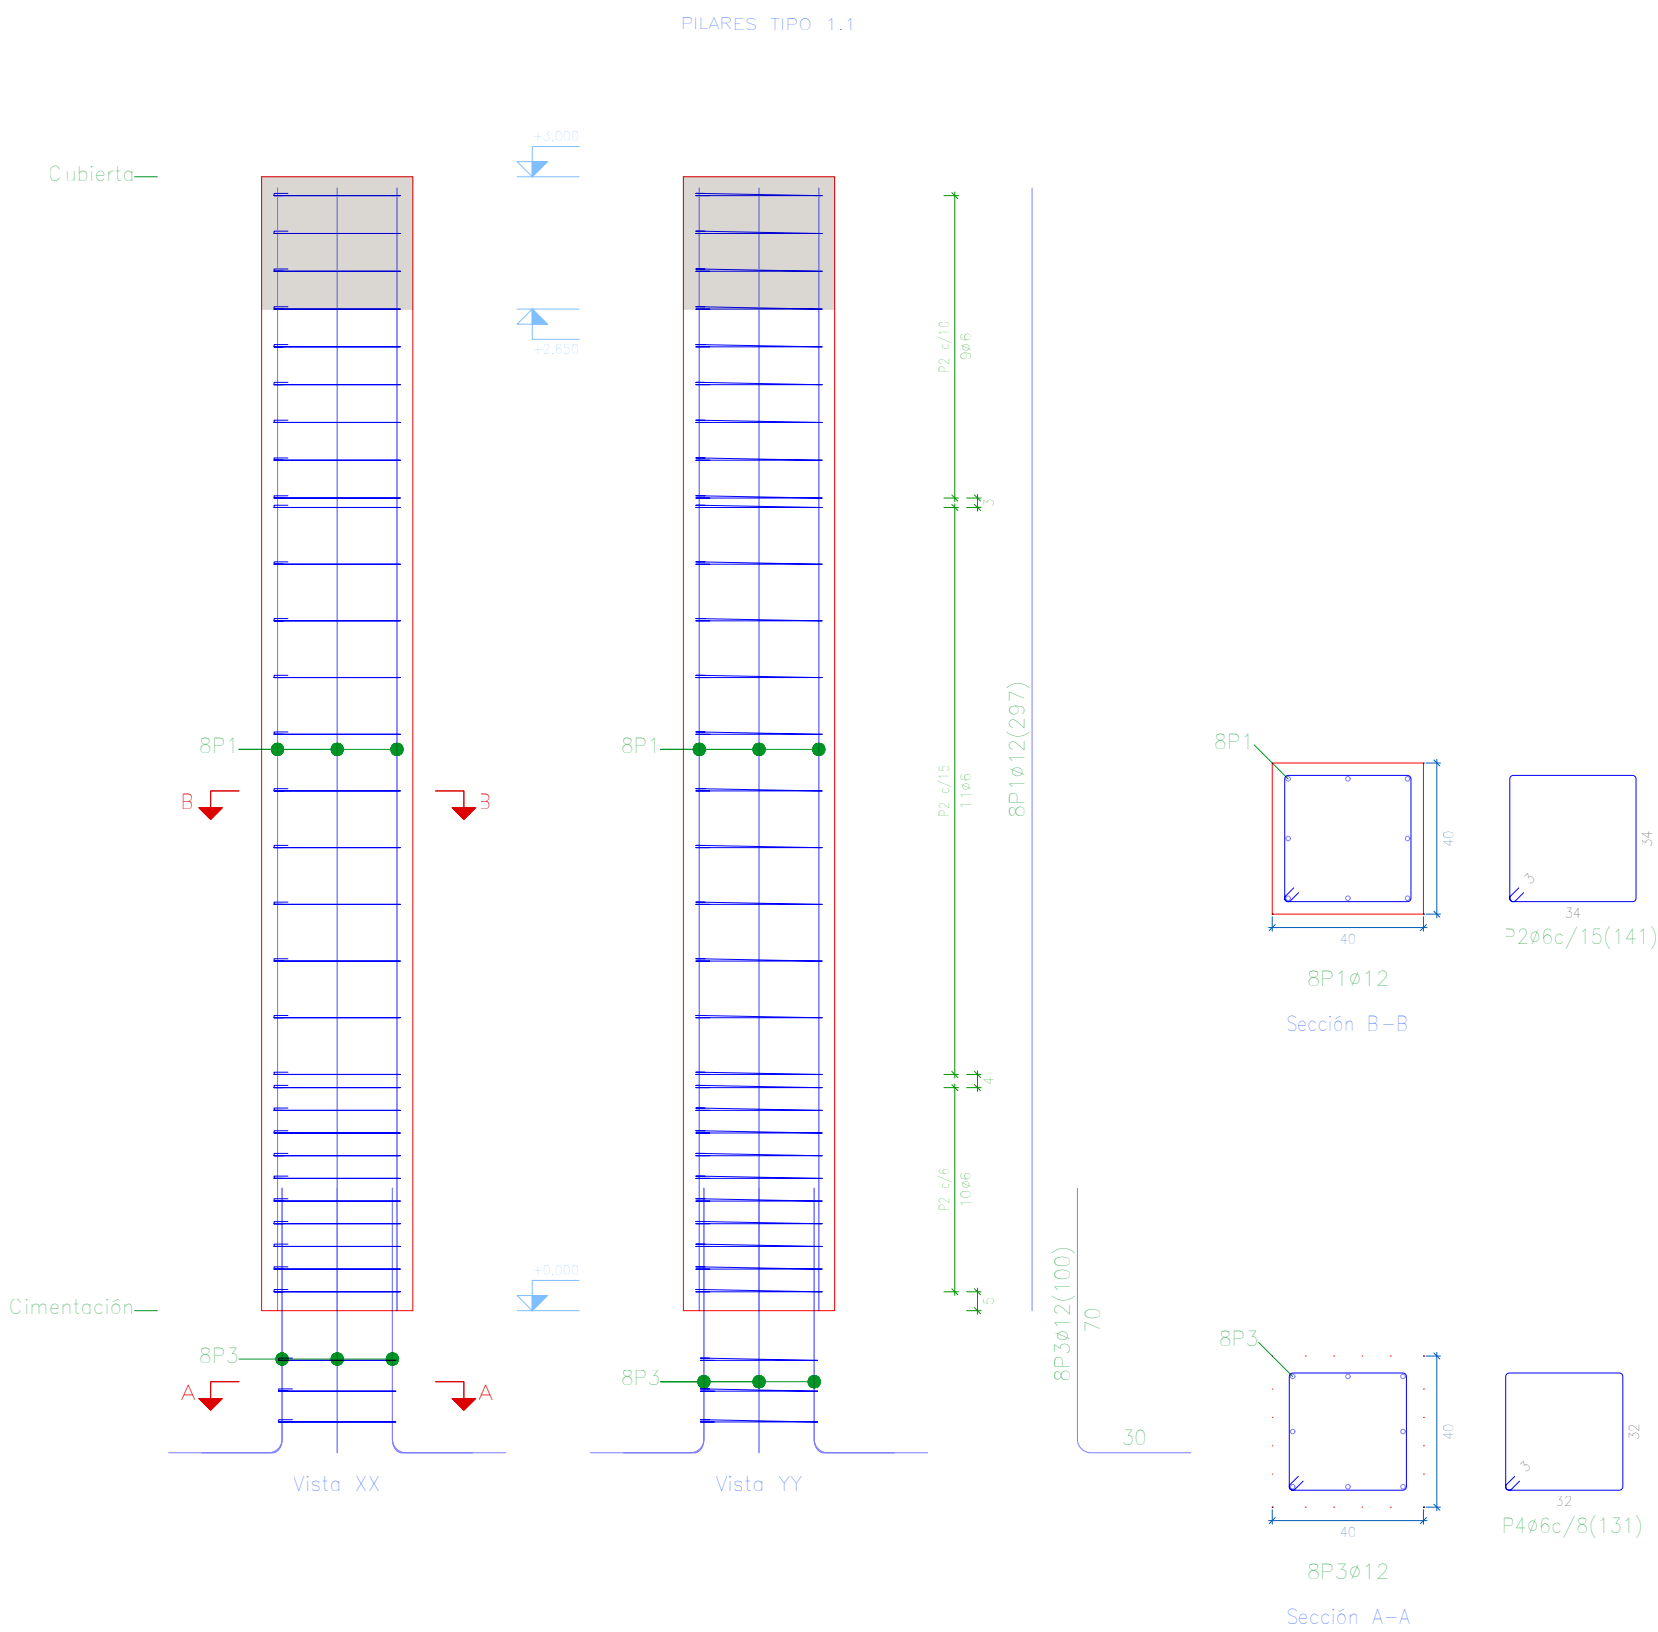 PILARES TIPO 1.1
+3.000
Cubierta
+2.650
P2 c/10
9ø6
3
8P1ø12(297)
8P1
8P1
8P1
B
B
P2 c/15
11ø6
40
34
3
40
34
P2ø6c/15(141)
8P1ø12
Sección B-B
4
P2 c/6
10ø6
+0.000
5
Cimentación
8P3ø12(100)
70
8P3
8P3
8P3
A
A
30
40
32
3
40
32
P4ø6c/8(131)
Vista XX
Vista YY
8P3ø12
Sección A-A